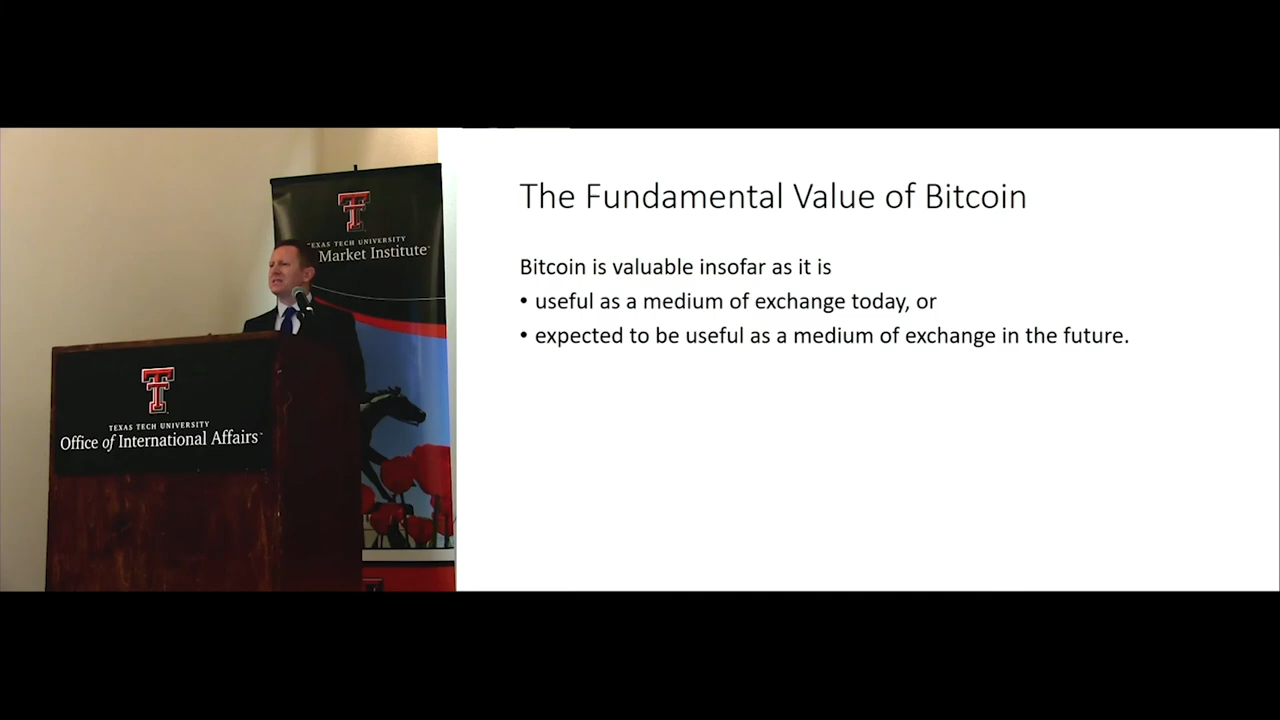 TEXAS TECH UNIVERSITY
Market Institute
TEXAS TECH UNIVERSITY
Office of International Affairs
The Fundamental Value of Bitcoin
Bitcoin is valuable insofar as it is
• useful as a medium of exchange today, or
• expected to be useful as a medium of exchange in the future.